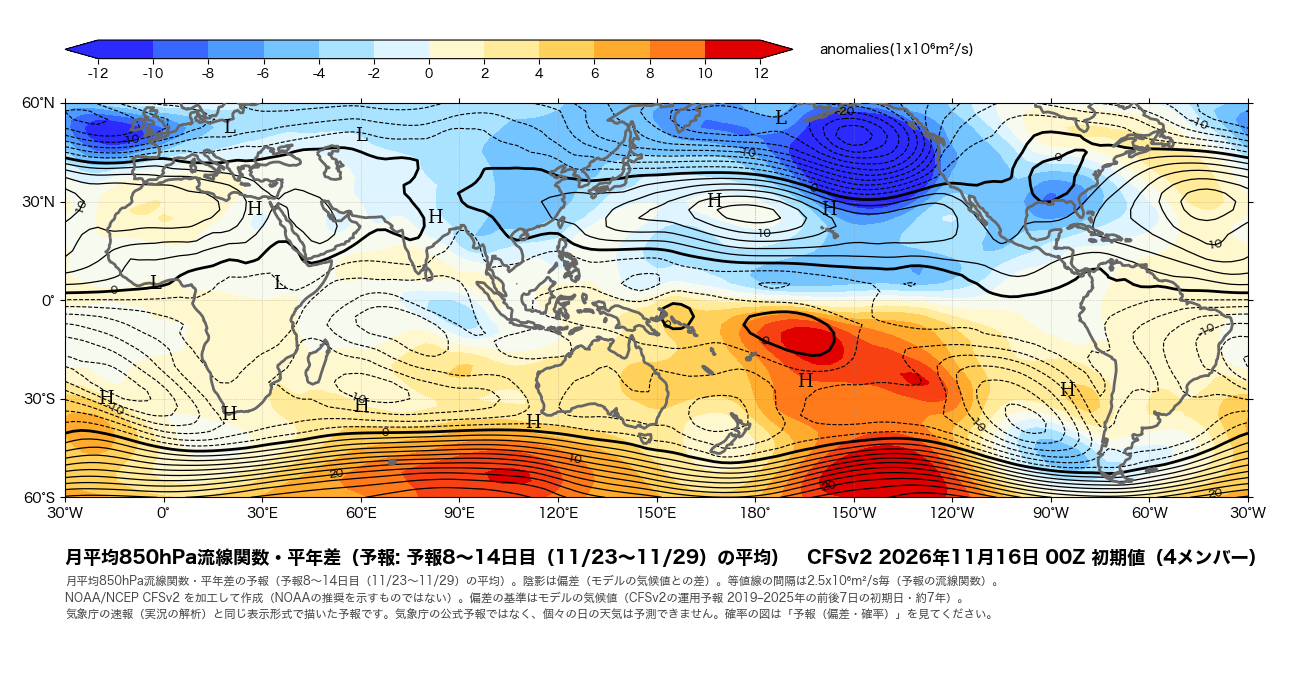 anomalies(1x10⁶m²/s)
-12 -10 -8 -6 -4 -2 0 2 4 6 8 10 12
60°N
30°N
0°
30°S
60°S
30°W 0° 30°E 60°E 90°E 120°E 150°E 180° 150°W 120°W 90°W 60°W 30°W
月平均850hPa流線関数・平年差（予報: 予報8〜14日目（11/23〜11/29）の平均） CFSv2 2026年11月16日 00Z 初期値（4メンバー）
月平均850hPa流線関数・平年差の予報（予報8〜14日目（11/23〜11/29）の平均）。陰影は偏差（モデルの気候値との差）。等値線の間隔は2.5x10⁶m²/s毎（予報の流線関数）。
NOAA/NCEP CFSv2 を加工して作成（NOAAの推奨を示すものではない）。偏差の基準はモデルの気候値（CFSv2の運用予報 2019–2025年の前後7日の初期日・約7年）。
気象庁の速報（実況の解析）と同じ表示形式で描いた予報です。気象庁の公式予報ではなく、個々の日の天気は予測できません。確率の図は「予報（偏差・確率）」を見てください。